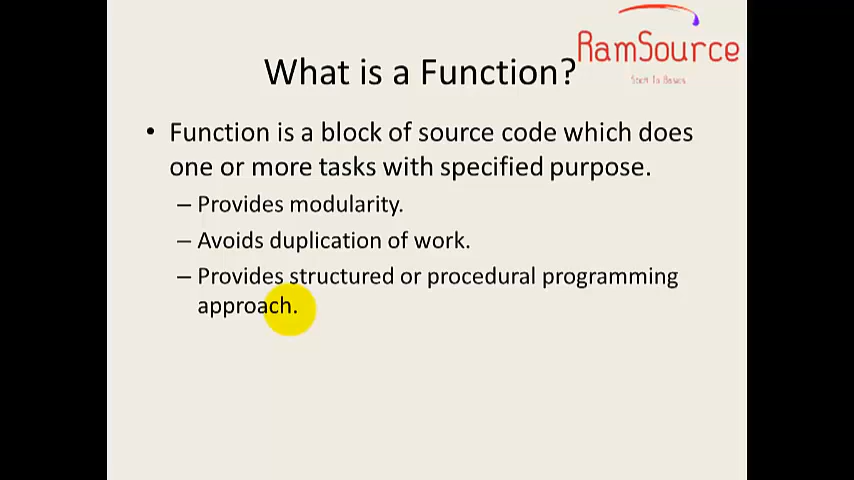 RamSource
What is a Function?
• Function is a block of source code which does
one or more tasks with specified purpose.
– Provides modularity.
– Avoids duplication of work.
– Provides structured or procedural programming
approach.